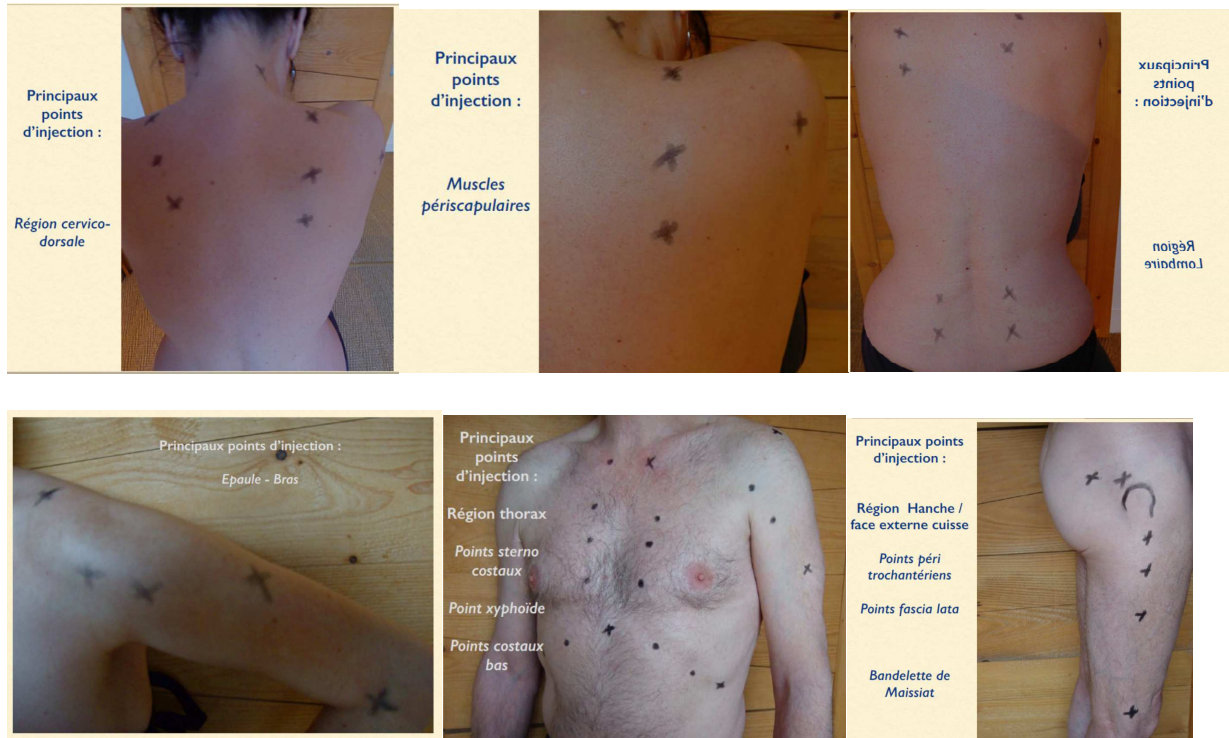 Principaux
points
d'injection :
Région cervico-
dorsale
Principaux
points
d'injection :
Muscles
périscapulaires
Principaux
points
d'injection :
Région
Lombaire
Principaux points d'injection :
Epaule - Bras
Principaux
points
d'injection :
Région thorax
Points sterno
costaux
Point xyphoïde
Points costaux
bas
Principaux points
d'injection :
Région Hanche /
face externe cuisse
Points péri
trochantériens
Points fascia lata
Bandelette de
Maissiat